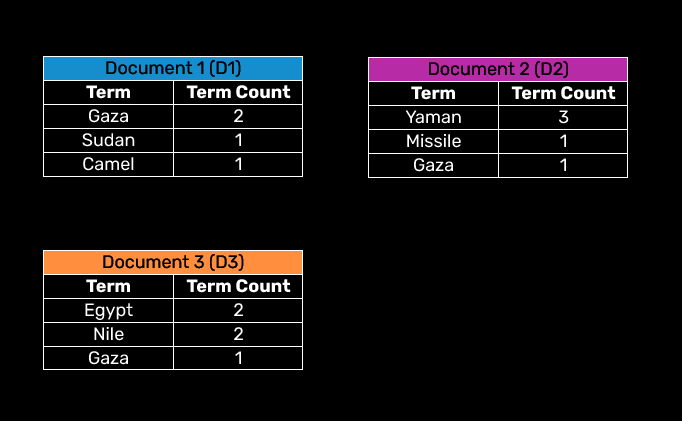 Document 1 (D1)
Term Term Count
Gaza 2
Sudan 1
Camel 1
Document 2 (D2)
Term Term Count
Yaman 3
Missile 1
Gaza 1
Document 3 (D3)
Term Term Count
Egypt 2
Nile 2
Gaza 1